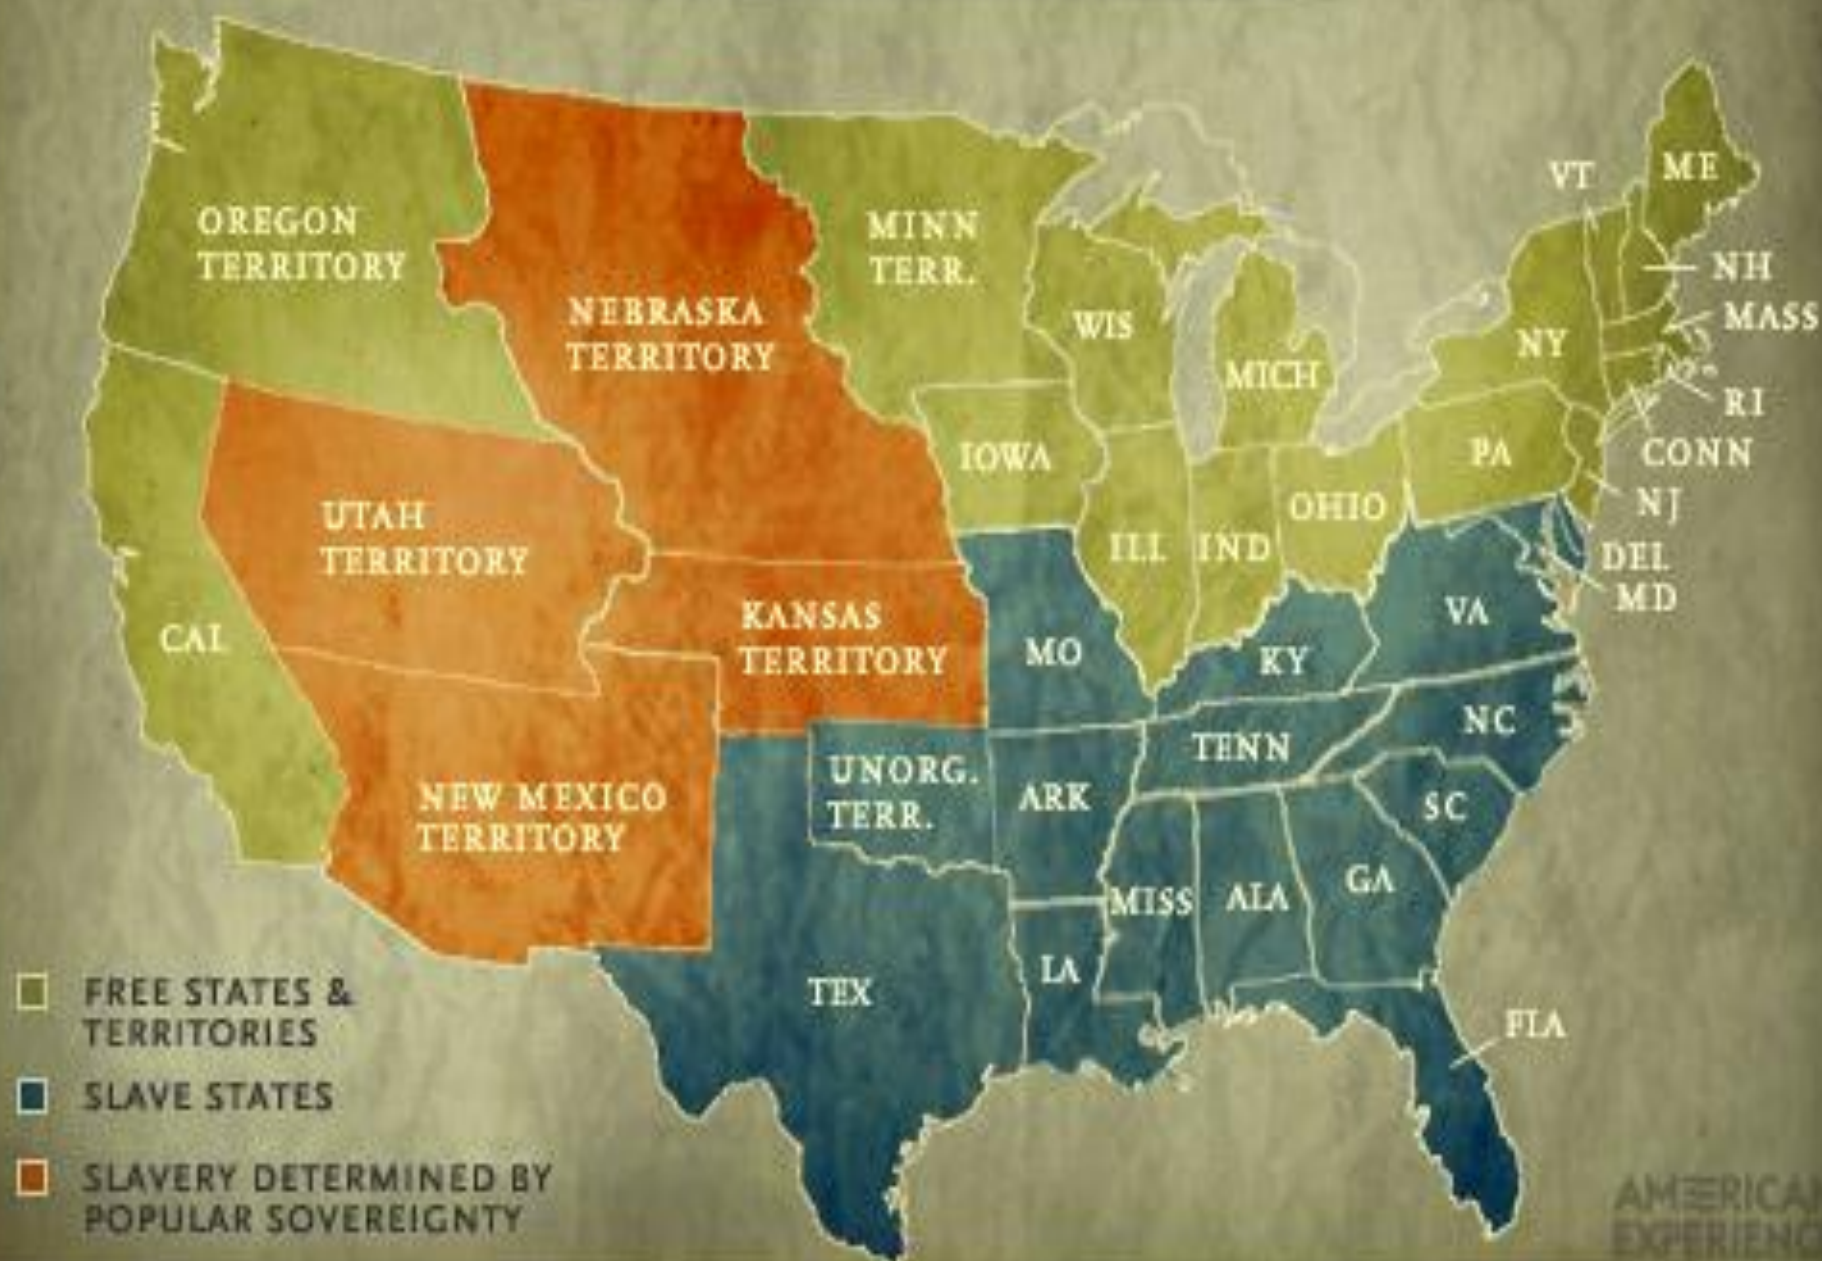 OREGON
TERRITORY
NEBRASKA
TERRITORY
MINN
TERR.
WIS
MICH
VT
ME
NH
MASS
NY
RI
CONN
PA
NJ
IOWA
OHIO
ILL
IND
DEL
MD
UTAH
TERRITORY
CAL
KANSAS
TERRITORY
MO
KY
VA
NEW MEXICO
TERRITORY
UNORG.
TERR.
ARK
TENN
NC
SC
MISS
ALA
GA
LA
TEX
FLA
FREE STATES &
TERRITORIES
SLAVE STATES
SLAVERY DETERMINED BY
POPULAR SOVEREIGNTY
AMERICAN
EXPERIENC